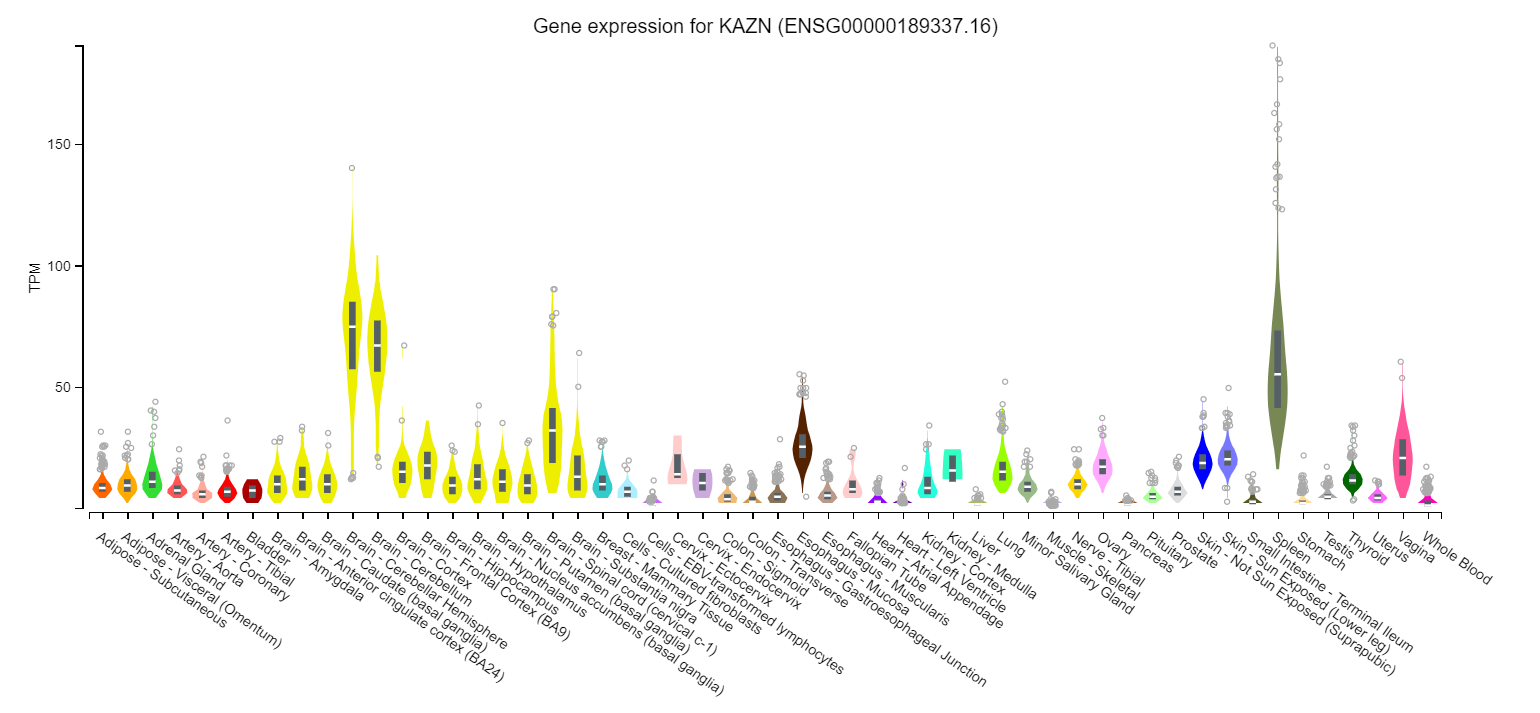 Gene expression for KAZN (ENSG00000189337.16)
TPM
150
100
50
Adipose - Subcutaneous
Adipose - Visceral (Omentum)
Adrenal Gland
Artery - Aorta
Artery - Coronary
Artery - Tibial
Bladder
Brain - Amygdala
Brain - Anterior cingulate cortex (BA24)
Brain - Caudate (basal ganglia)
Brain - Cerebellar Hemisphere
Brain - Cerebellum
Brain - Cortex
Brain - Frontal Cortex (BA9)
Brain - Hippocampus
Brain - Hypothalamus
Brain - Nucleus accumbens (basal ganglia)
Brain - Putamen (basal ganglia)
Brain - Spinal cord (cervical c-1)
Brain - Substantia nigra
Breast - Mammary Tissue
Cells - Cultured fibroblasts
Cells - EBV-transformed lymphocytes
Cervix - Ectocervix
Cervix - Endocervix
Colon - Sigmoid
Colon - Transverse
Esophagus - Gastroesophageal Junction
Esophagus - Mucosa
Esophagus - Muscularis
Fallopian Tube
Heart - Atrial Appendage
Heart - Left Ventricle
Kidney - Cortex
Kidney - Medulla
Liver
Lung
Minor Salivary Gland
Muscle - Skeletal
Nerve - Tibial
Ovary
Pancreas
Pituitary
Prostate
Skin - Not Sun Exposed (Suprapubic)
Skin - Sun Exposed (Lower leg)
Small Intestine - Terminal Ileum
Spleen
Stomach
Testis
Thyroid
Uterus
Vagina
Whole Blood